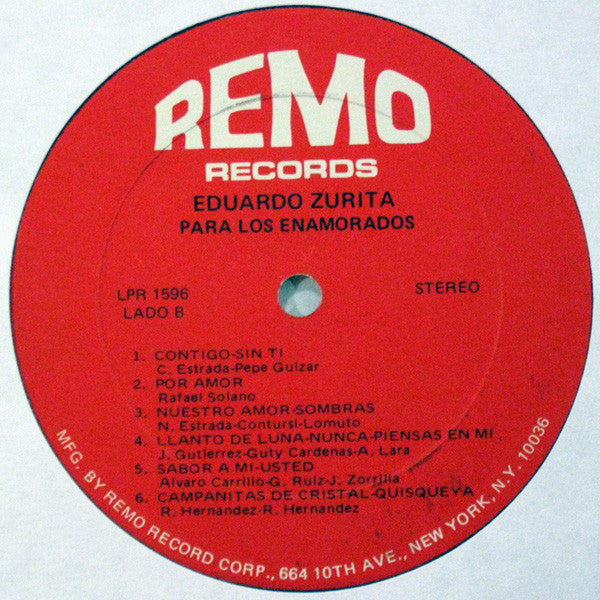 REMO
RECORDS
EDUARDO ZURITA
PARA LOS ENAMORADOS
LPR 1596
LADO B
STEREO
1. CONTIGO-SIN TI
C. Estrada-Pepe Guizar
2. POR AMOR
Rafael Solano
3. NUESTRO AMOR-SOMBRAS
N. Estrada-Contursi-Lomuto
4. LLANTO DE LUNA-NUNCA-PIENSAS EN MI
J. Gutierrez-Guty Cardenas-A. Lara
5. SABOR A MI-USTED
Alvaro Carrillo-G. Ruiz-J. Zorrilla
6. CAMPANITAS DE CRISTAL-QUISQUEYA
R. Hernandez-R. Hernandez
MFG. BY REMO RECORD CORP., 664 10TH AVE., NEW YORK, N.Y. 10036